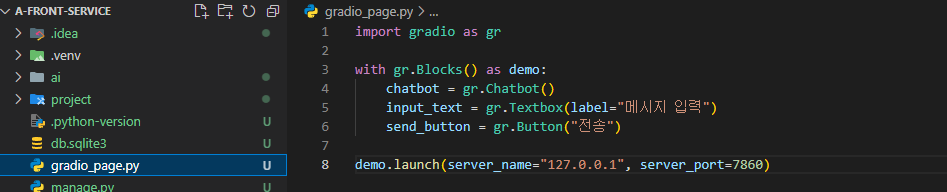 A-FRONT-SERVICE
.idea
.venv
ai
project
.python-version U
db.sqlite3 U
gradio_page.py U
manage.py U
gradio_page.py > ...
1 import gradio as gr
2
3 with gr.Blocks() as demo:
4 chatbot = gr.Chatbot()
5 input_text = gr.Textbox(label="메시지 입력")
6 send_button = gr.Button("전송")
7
8 demo.launch(server_name="127.0.0.1", server_port=7860)